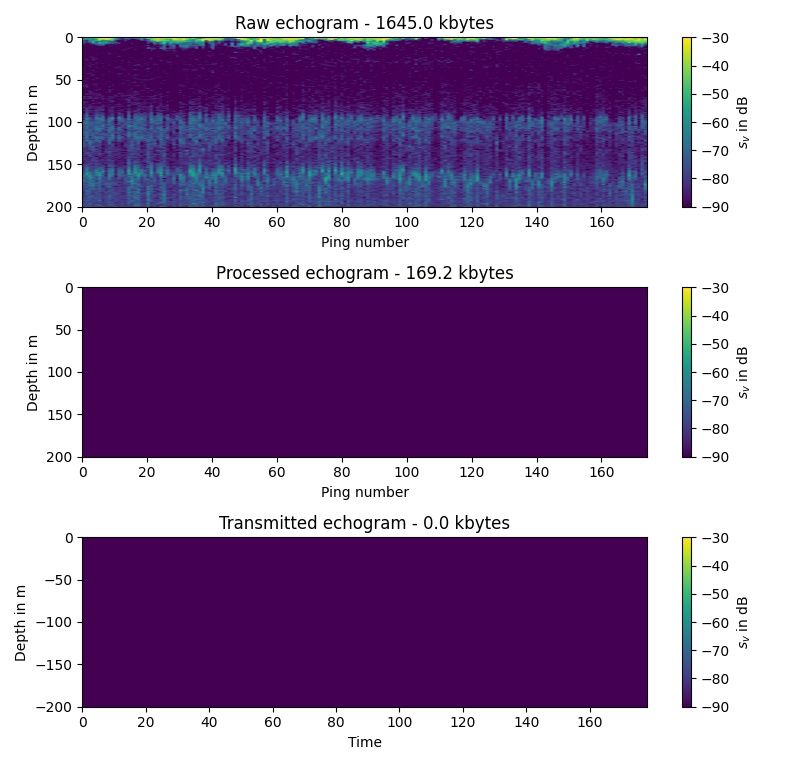 Raw echogram - 1645.0 kbytes
0
50
100
150
200
Depth in m
0 20 40 60 80 100 120 140 160
Ping number
−30
−40
−50
−60
−70
−80
−90
sv in dB
Processed echogram - 169.2 kbytes
0
50
100
150
200
Depth in m
0 20 40 60 80 100 120 140 160
Ping number
−30
−40
−50
−60
−70
−80
−90
sv in dB
Transmitted echogram - 0.0 kbytes
0
−50
−100
−150
−200
Depth in m
0 20 40 60 80 100 120 140 160
Time
−30
−40
−50
−60
−70
−80
−90
sv in dB